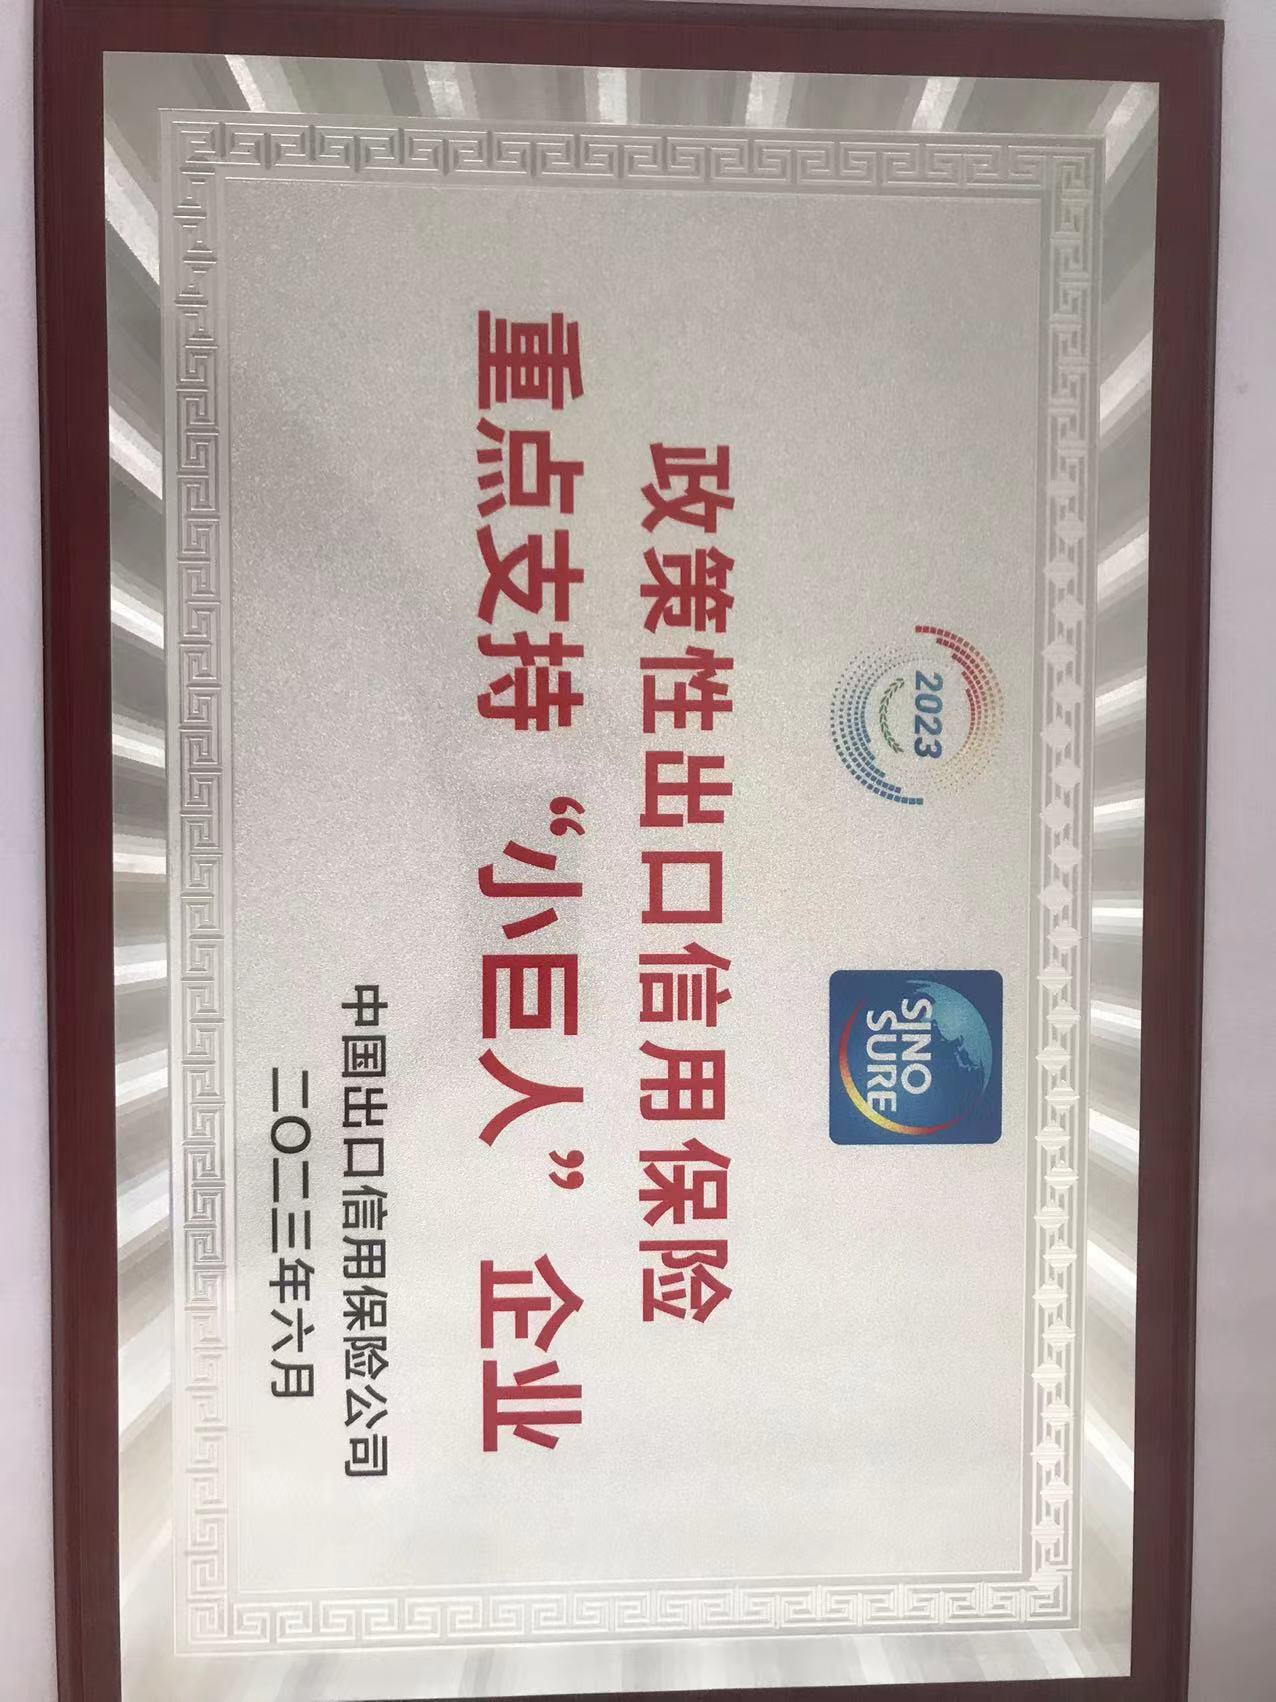 2023
SINO
SURE
政策性出口信用保险
重点支持“小巨人”企业
中国出口信用保险公司
二〇二三年六月